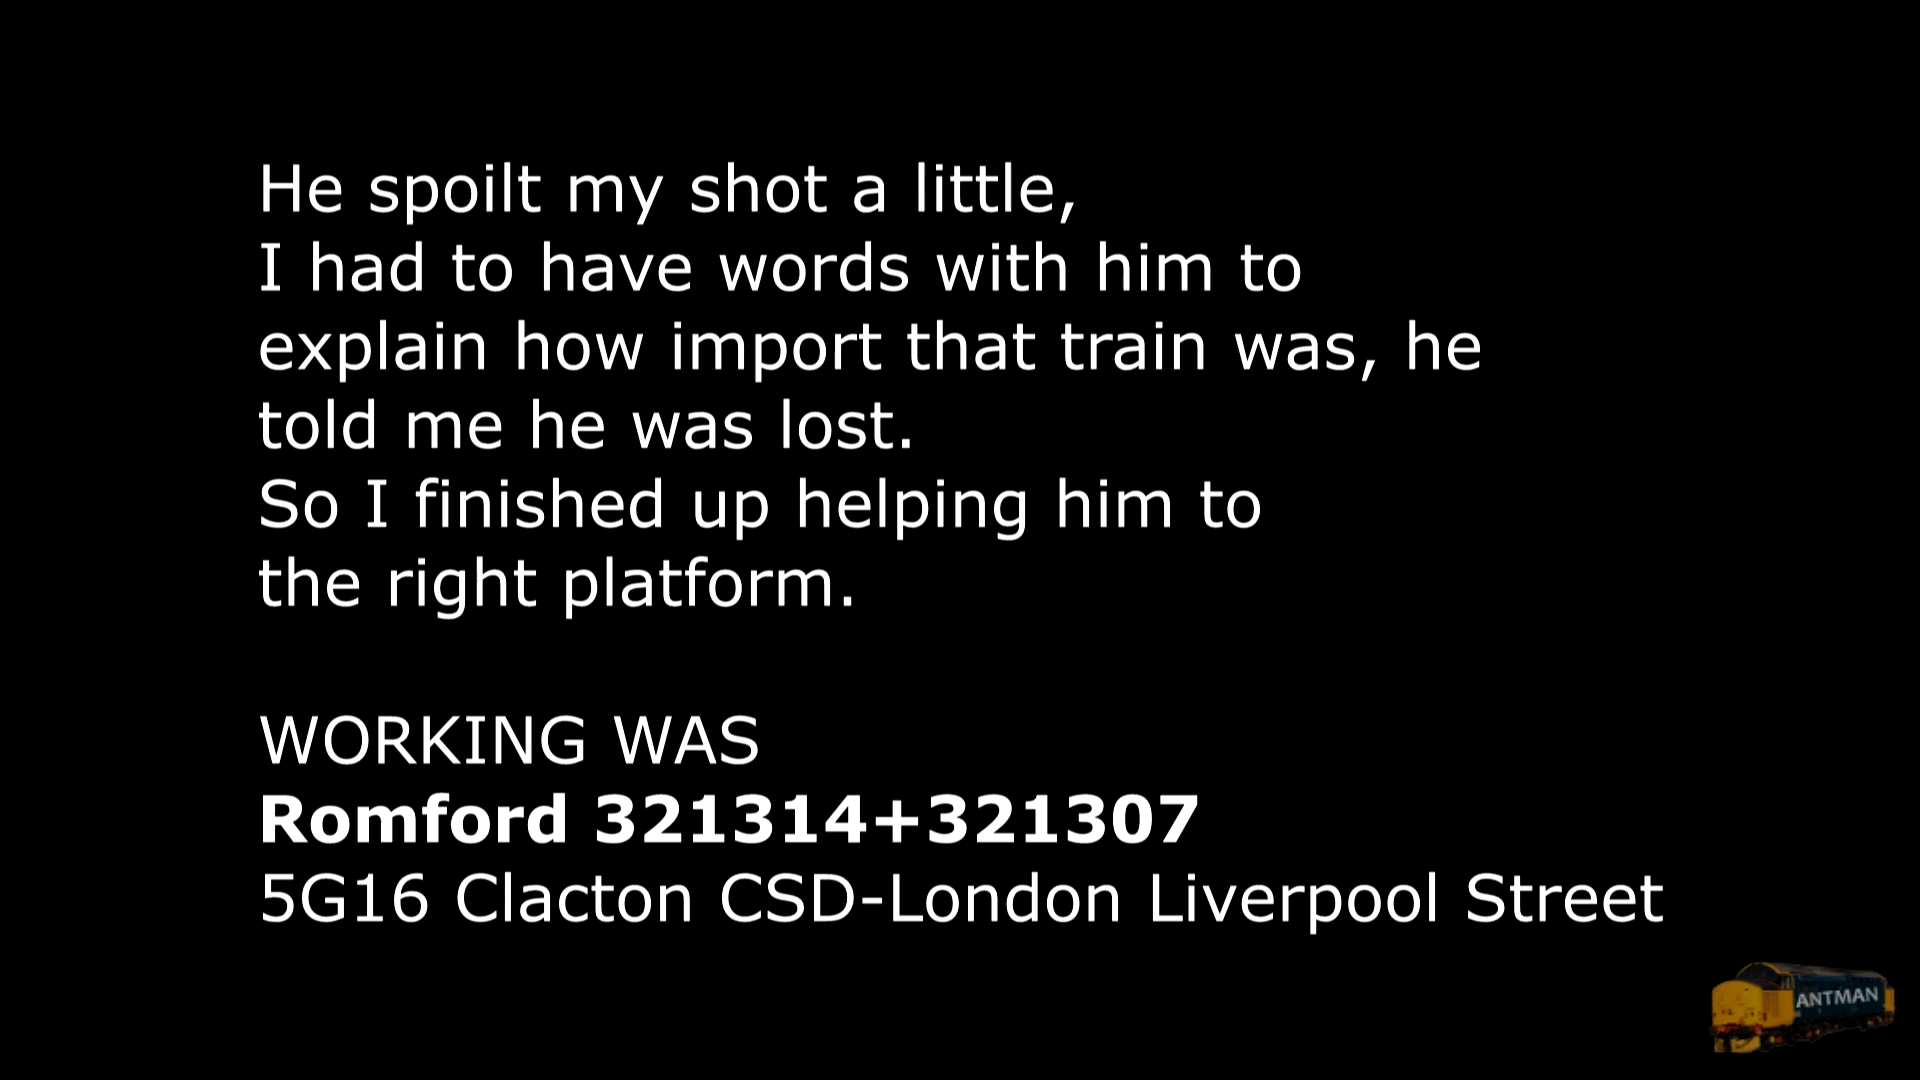 He spoilt my shot a little,
I had to have words with him to
explain how import that train was, he
told me he was lost.
So I finished up helping him to
the right platform.
WORKING WAS
Romford 321314+321307
5G16 Clacton CSD-London Liverpool Street
ANTMAN